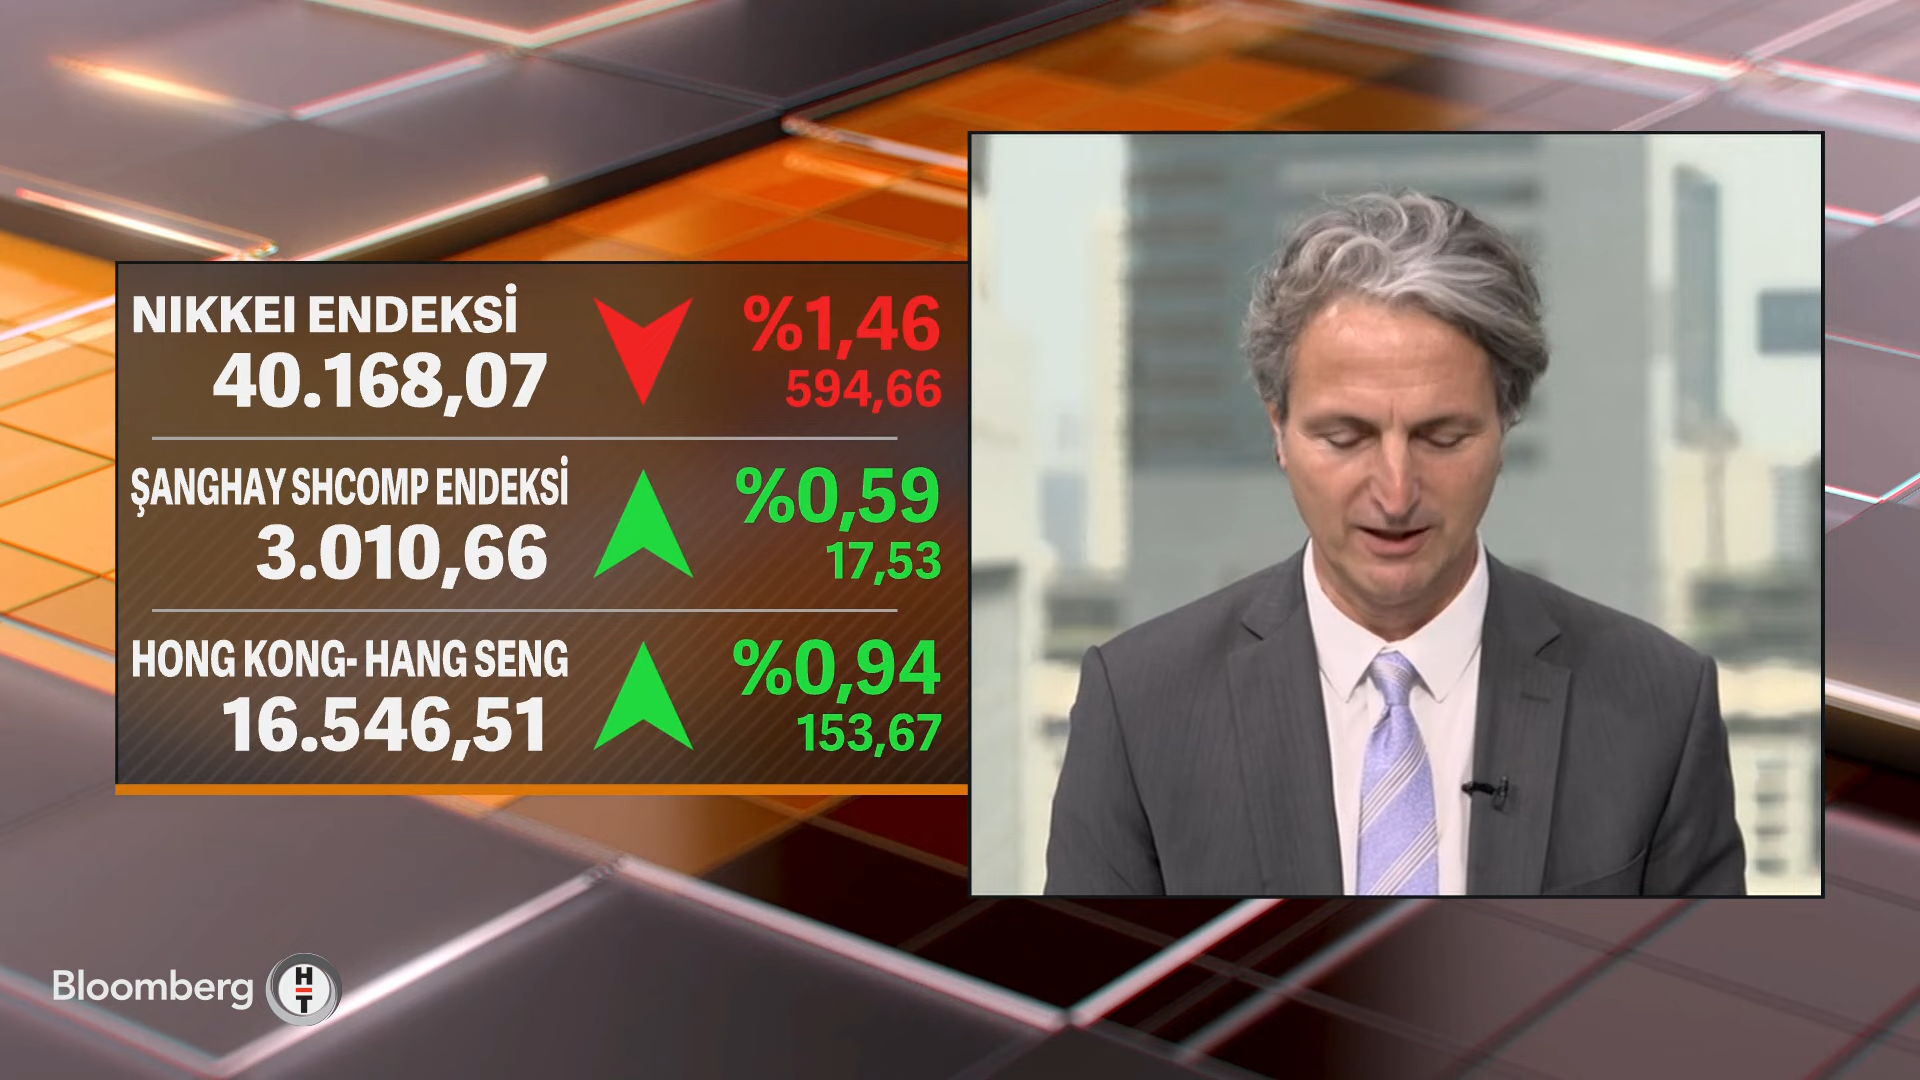 NIKKEI ENDEKSİ
40.168,07
%1,46
594,66
ŞANGHAY SHCOMP ENDEKSİ
3.010,66
%0,59
17,53
HONG KONG- HANG SENG
16.546,51
%0,94
153,67
Bloomberg HT